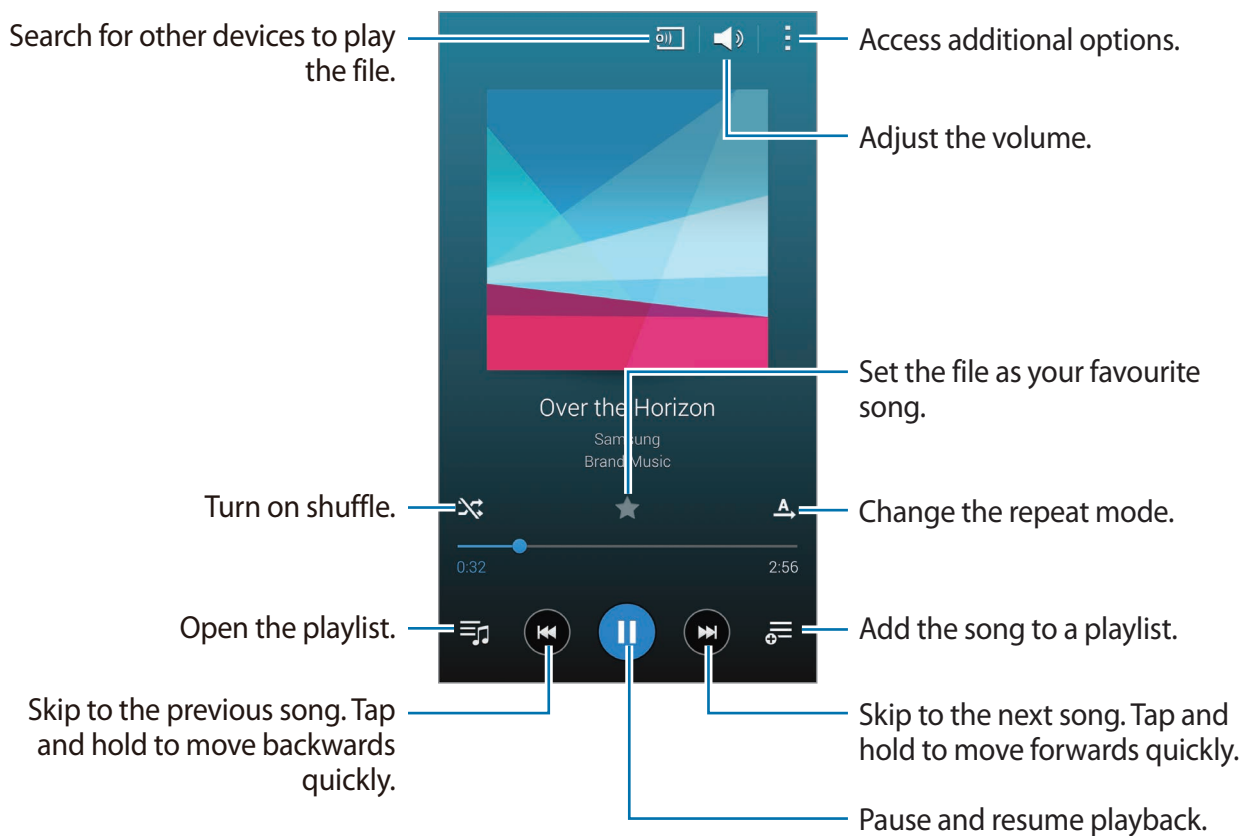 Search for other devices to play
the file.
Access additional options.
Adjust the volume.
Set the file as your favourite
song.
Over the Horizon
Samsung
Brand Music
Turn on shuffle.
A
Change the repeat mode.
0:32
2:56
Open the playlist.
Add the song to a playlist.
Skip to the previous song. Tap
and hold to move backwards
quickly.
Skip to the next song. Tap and
hold to move forwards quickly.
Pause and resume playback.